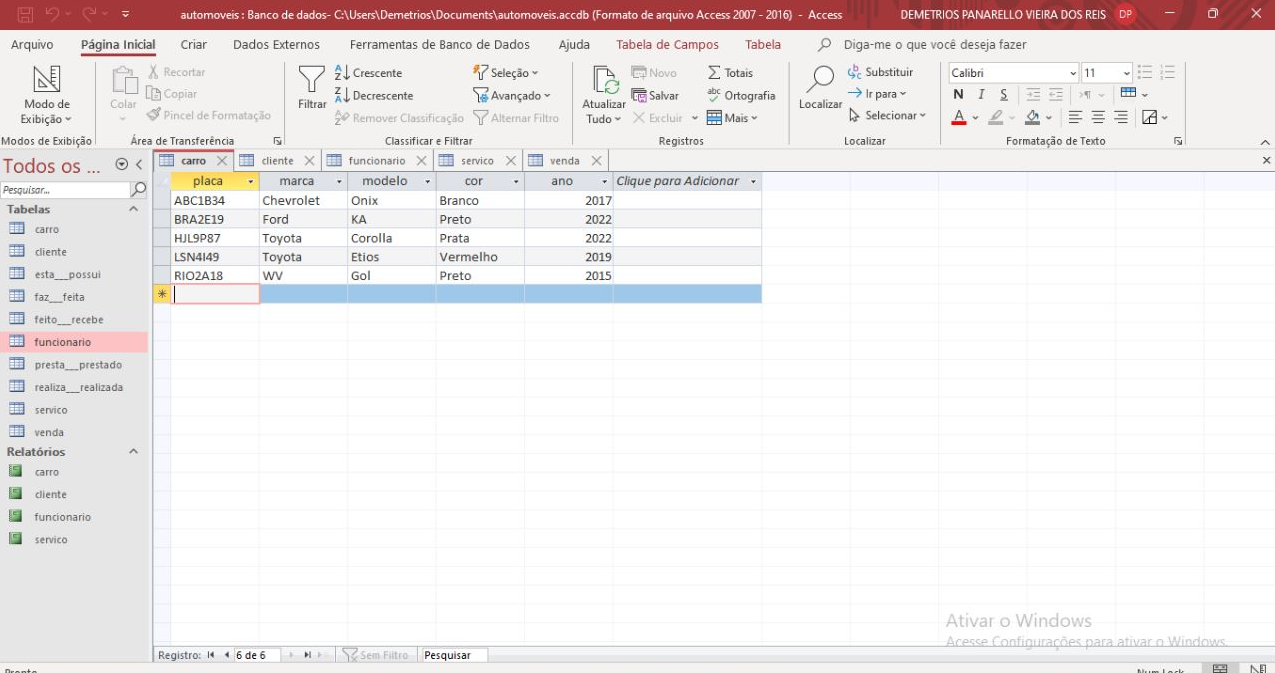 automoveis : Banco de dados- C:\Users\Demetrios\Documents\automoveis.accdb (Formato de arquivo Access 2007 - 2016) - Access DEMETRIOS PANARELLO VIEIRA DOS REIS DP
Arquivo Página Inicial Criar Dados Externos Ferramentas de Banco de Dados Ajuda Tabela de Campos Tabela Diga-me o que você deseja fazer
Modo de Exibição
Modos de Exibição
Colar
Recortar
Copiar
Pincel de Formatação
Área de Transferência
Filtrar
Crescente
Decrescente
Remover Classificação
Seleção
Avançado
Alternar Filtro
Classificar e Filtrar
Atualizar Tudo
Novo
Salvar
Excluir
Totais
Ortografia
Mais
Registros
Localizar
Substituir
Ir para
Selecionar
Localizar
Calibri 11
N I S
A
Formatação de Texto
Todos os ...
Pesquisar...
Tabelas
carro
cliente
esta___possui
faz___feita
feito___recebe
funcionario
presta___prestado
realiza___realizada
servico
venda
Relatórios
carro
cliente
funcionario
servico
carro cliente funcionario servico venda
placa marca modelo cor ano Clique para Adicionar
ABC1B34 Chevrolet Onix Branco 2017
BRA2E19 Ford KA Preto 2022
HJL9P87 Toyota Corolla Prata 2022
LSN4I49 Toyota Etios Vermelho 2019
RIO2A18 WV Gol Preto 2015
Ativar o Windows
Acesse Configurações para ativar o Windows.
Registro: 6 de 6 Sem Filtro Pesquisar
Pronto Num Lock